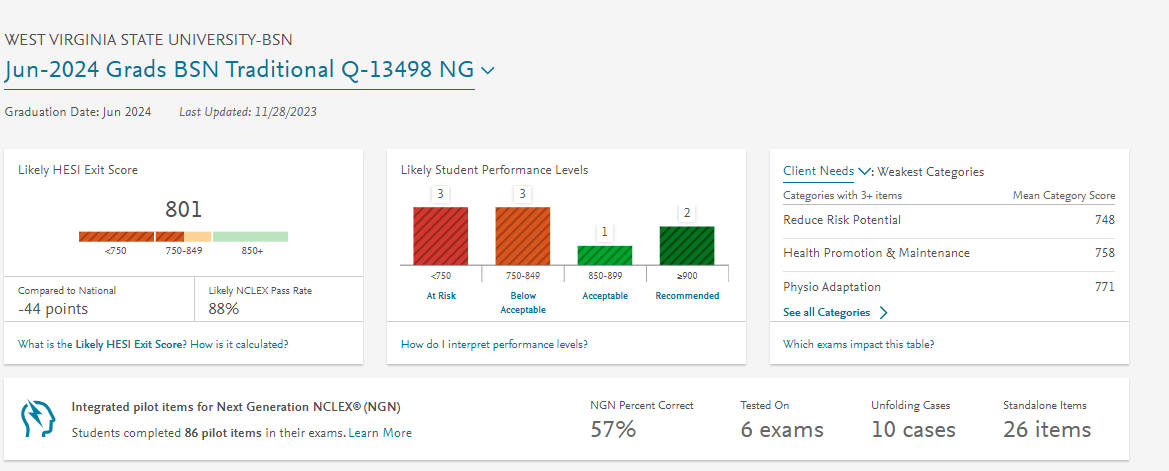 WEST VIRGINIA STATE UNIVERSITY-BSN
Jun-2024 Grads BSN Traditional Q-13498 NG
Graduation Date: Jun 2024 Last Updated: 11/28/2023
Likely HESI Exit Score
801
<750 750-849 850+
Compared to National
-44 points
Likely NCLEX Pass Rate
88%
What is the Likely HESI Exit Score? How is it calculated?
Likely Student Performance Levels
3 3 1 2
<750 750-849 850-899 ≥900
At Risk Below Acceptable Acceptable Recommended
How do I interpret performance levels?
Client Needs : Weakest Categories
Categories with 3+ items Mean Category Score
Reduce Risk Potential 748
Health Promotion & Maintenance 758
Physio Adaptation 771
See all Categories
Which exams impact this table?
Integrated pilot items for Next Generation NCLEX® (NGN)
Students completed 86 pilot items in their exams. Learn More
NGN Percent Correct
57%
Tested On
6 exams
Unfolding Cases
10 cases
Standalone Items
26 items